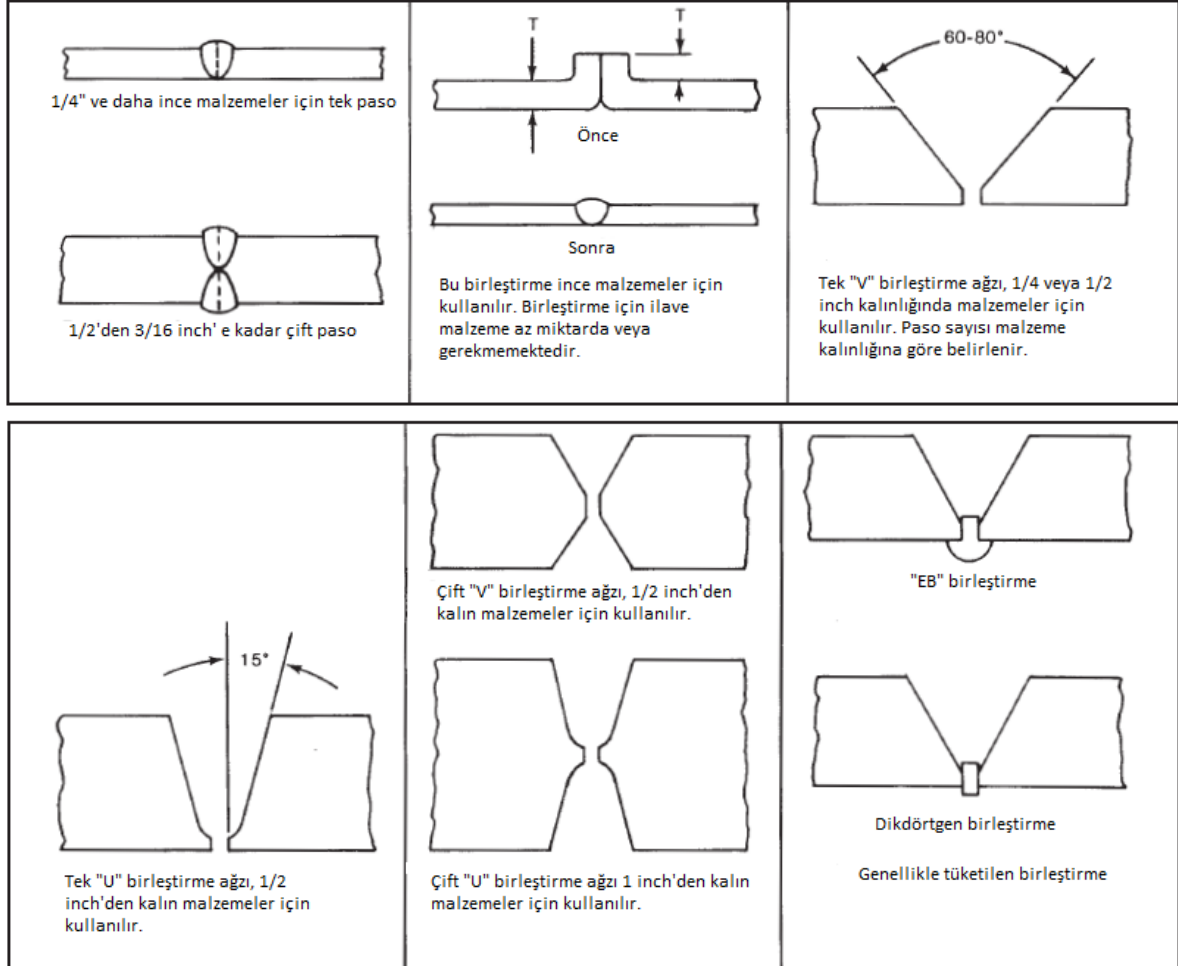 1/4" ve daha ince malzemeler için tek paso
1/2'den 3/16 inch' e kadar çift paso
T
T
Önce
Sonra
Bu birleştirme ince malzemeler için
kullanılır. Birleştirme için ilave
malzeme az miktarda veya
gerekmemektedir.
60-80°
Tek "V" birleştirme ağzı, 1/4 veya 1/2
inch kalınlığında malzemeler için
kullanılır. Paso sayısı malzeme
kalınlığına göre belirlenir.
15°
Tek "U" birleştirme ağzı, 1/2
inch'den kalın malzemeler için
kullanılır.
Çift "V" birleştirme ağzı, 1/2 inch'den
kalın malzemeler için kullanılır.
Çift "U" birleştirme ağzı 1 inch'den kalın
malzemeler için kullanılır.
"EB" birleştirme
Dikdörtgen birleştirme
Genellikle tüketilen birleştirme